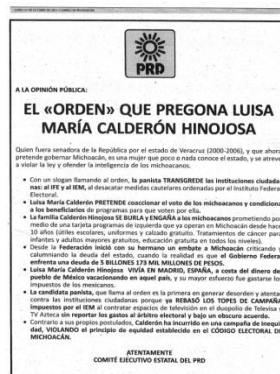 PRD
A LA OPINIÓN PÚBLICA:
EL «ORDEN» QUE PREGONA LUISA
MARÍA CALDERÓN HINOJOSA
Quien fuera senadora de la República por el estado de Veracruz (2000-2006), y que ahora
pretende gobernar Michoacán, es una mujer que poco o nada conoce el estado, y se atreve
a violar la ley y ofender la inteligencia de los michoacanos.
• Con un slogan llamando al orden, la panista TRANSGREDE las instituciones ciudada-
nas: al IFE y al IEM, al desacatar medidas cautelares ordenadas por el Instituto Federal
Electoral.
• Luisa María Calderón PRETENDE coaccionar el voto de los michoacanos y condiciona
a los beneficiarios de programas para que voten por ella.
• La familia Calderón Hinojosa SE BURLA y ENGAÑA a los michoacanos prometiendo por
medio de una tarjeta programas de izquierda que ya operan en Michoacán desde hace
10 años (útiles escolares, uniformes y calzado gratuito. Tratamientos de cáncer para
infantes y adultos mayores gratuitos, educación gratuita en todos los niveles).
• Desde la Federación inició con su hermano un embate a Michoacán criticando y
calumniando la deuda del estado, cuando la realidad es que el Gobierno Federal
enfrenta una deuda de 5 BILLONES 173 MIL MILLONES DE PESOS.
• Luisa María Calderón Hinojosa VIVÍA EN MADRID, ESPAÑA, a costa del dinero del
pueblo de México vacacionando en aquel país, y su mayor esfuerzo fue gastarse los
impuestos de los mexicanos.
• La candidata panista, que llama al orden es la primera en generar desorden y atentar
contra las instituciones ciudadanas porque ya REBASÓ LOS TOPES DE CAMPAÑA
impuestos por el IEM al contratar espacios de televisión en el duopolio de Televisa y
TV Azteca sin reportar los gastos al árbitro electoral y bajo un obscuro acuerdo.
• Contrario a sus propios postulados, Calderón ha incurrido en una campaña de inequi-
dad, VIOLANDO el principio de equidad establecido en el CÓDIGO ELECTORAL DE
MICHOACÁN.
ATENTAMENTE
COMITÉ EJECUTIVO ESTATAL DEL PRD